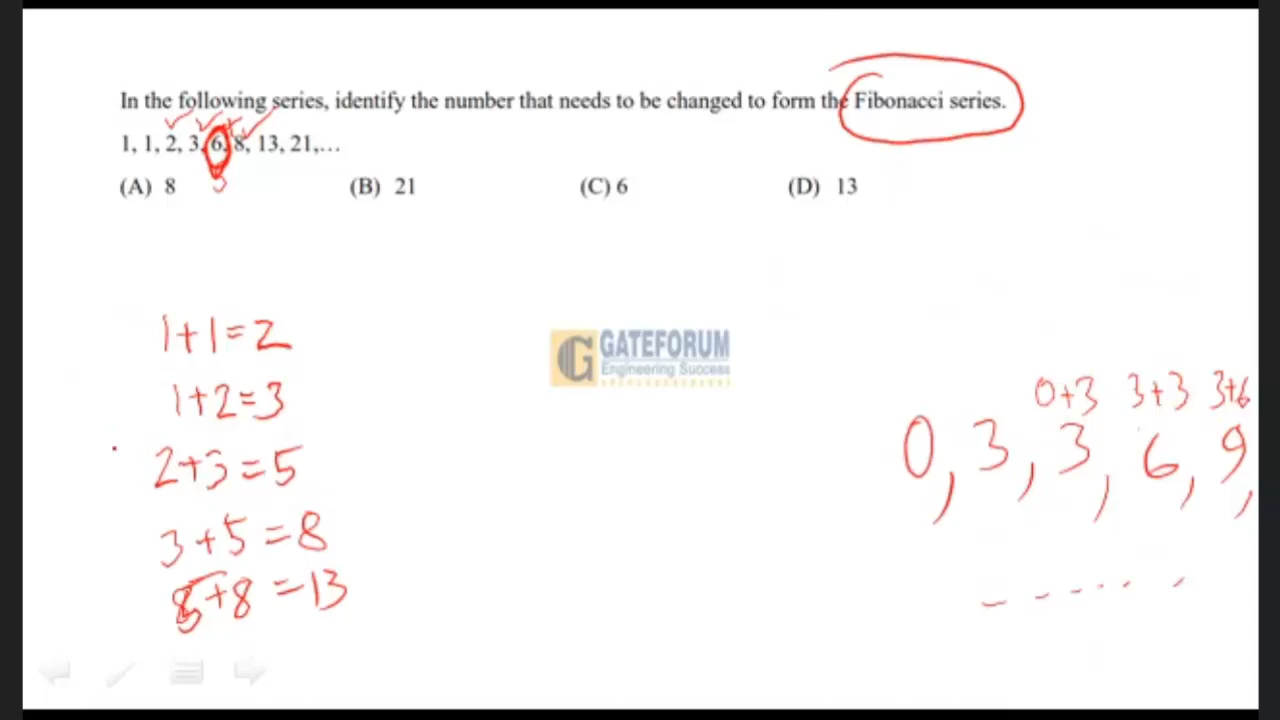 In the following series, identify the number that needs to be changed to form the Fibonacci series.
1, 1, 2, 3, 6, 8, 13, 21,…
(A) 8 (B) 21 (C) 6 (D) 13
5
1+1=2
1+2=3
2+3=5
3+5=8
5+8=13
GATEFORUM
Engineering Success
0+3 3+3 3+6
0, 3, 3, 6, 9,